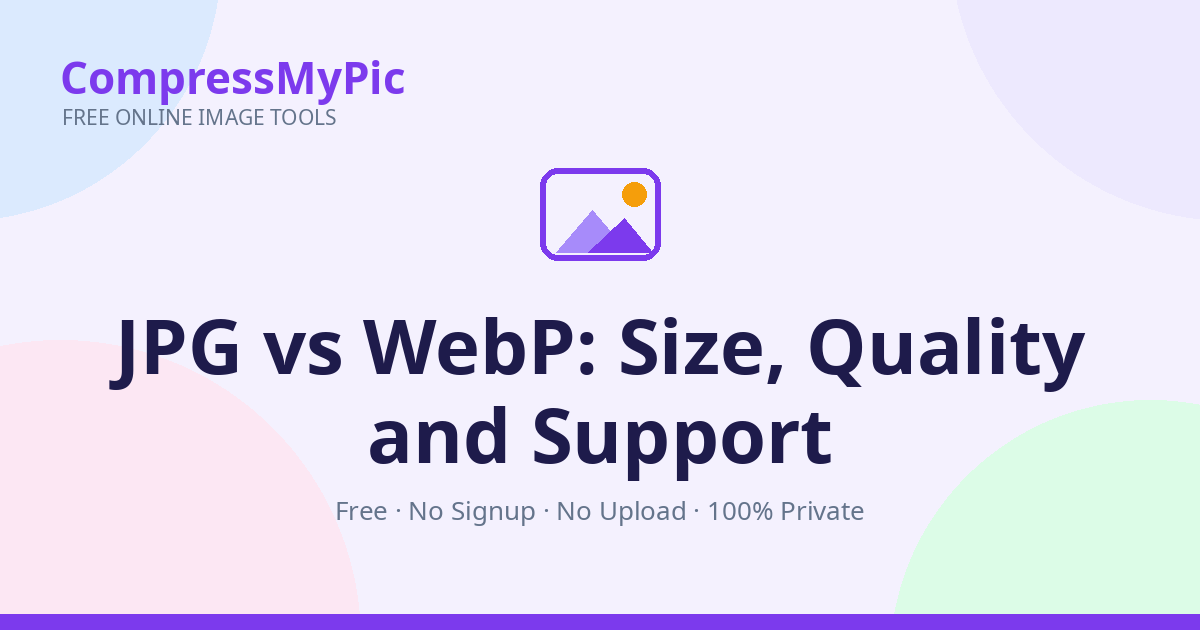 CompressMyPic
FREE ONLINE IMAGE TOOLS
JPG vs WebP: Size, Quality
and Support
Free · No Signup · No Upload · 100% Private